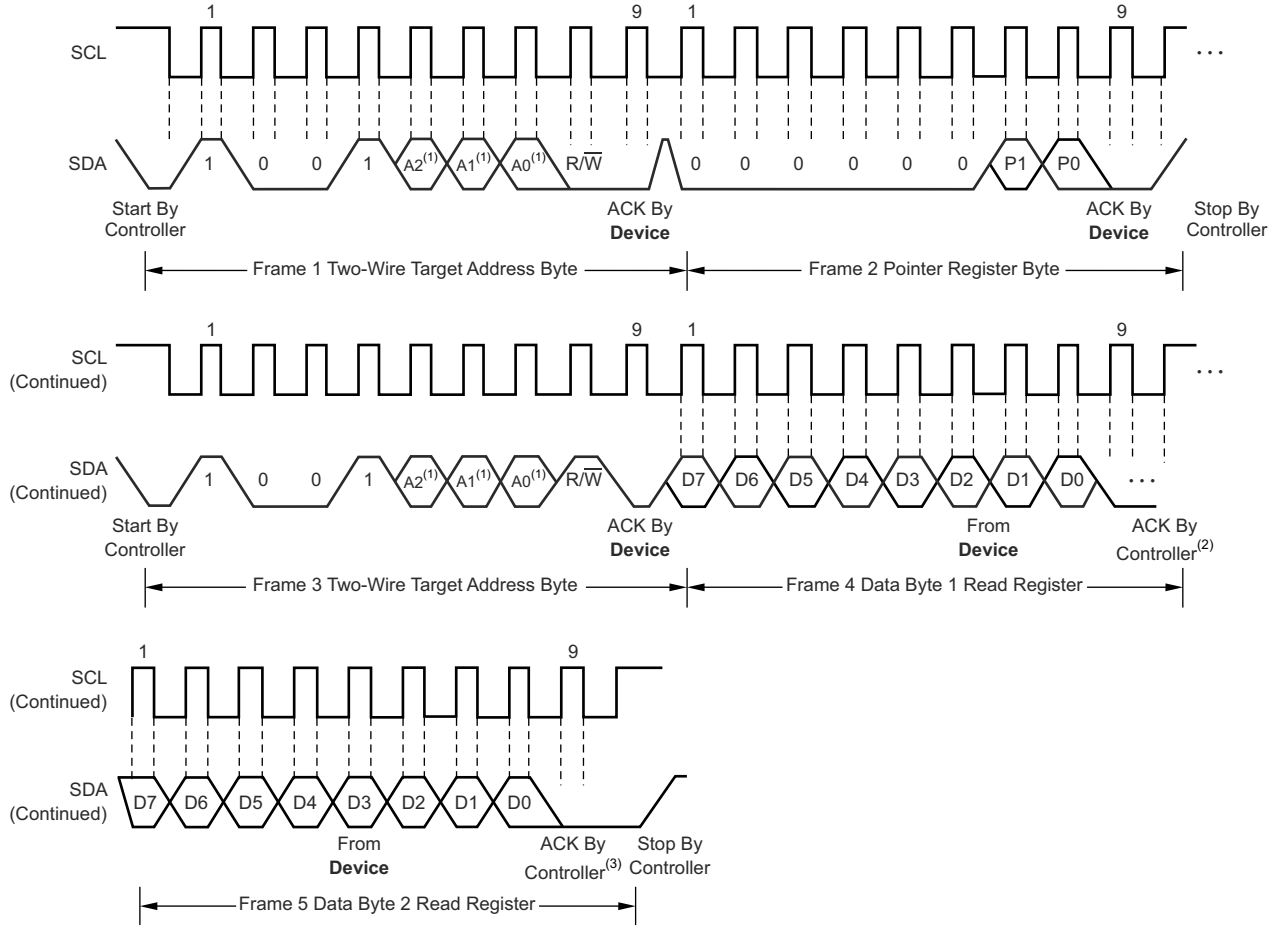 1 9 1 9
SCL
...
SDA 1 0 0 1 A2(1) A1(1) A0(1) R/W 0 0 0 0 0 0 P1 P0
Start By
Controller
ACK By
Device
ACK By
Device
Stop By
Controller
Frame 1 Two-Wire Target Address Byte
Frame 2 Pointer Register Byte
1 9 1 9
SCL
(Continued)
...
SDA
(Continued)
1 0 0 1 A2(1) A1(1) A0(1) R/W D7 D6 D5 D4 D3 D2 D1 D0 ...
Start By
Controller
ACK By
Device
From
Device
ACK By
Controller(2)
Frame 3 Two-Wire Target Address Byte
Frame 4 Data Byte 1 Read Register
1 9
SCL
(Continued)
SDA
(Continued)
D7 D6 D5 D4 D3 D2 D1 D0
From
Device
ACK By
Controller(3)
Stop By
Controller
Frame 5 Data Byte 2 Read Register